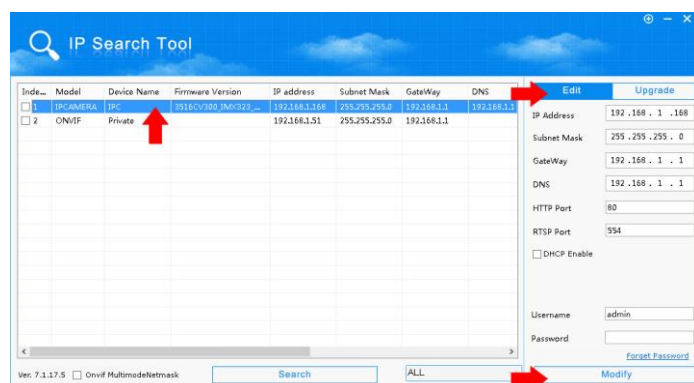 IP Search Tool
Inde... Model Device Name Firmware Version IP address Subnet Mask GateWay DNS
1 IPCAMERA IPC 3516CV300_IMX323_... 192.168.1.168 255.255.255.0 192.168.1.1 192.168.1.1
2 ONVIF Private 192.168.1.51 255.255.255.0 192.168.1.1
Edit Upgrade
IP Address 192 .168 . 1 .168
Subnet Mask 255 .255 .255 . 0
GateWay 192 .168 . 1 . 1
DNS 192 .168 . 1 . 1
HTTP Port 80
RTSP Port 554
DHCP Enable
Username admin
Password
Forget Password
Ver. 7.1.17.5 Onvif MultimodeNetmask Search ALL Modify